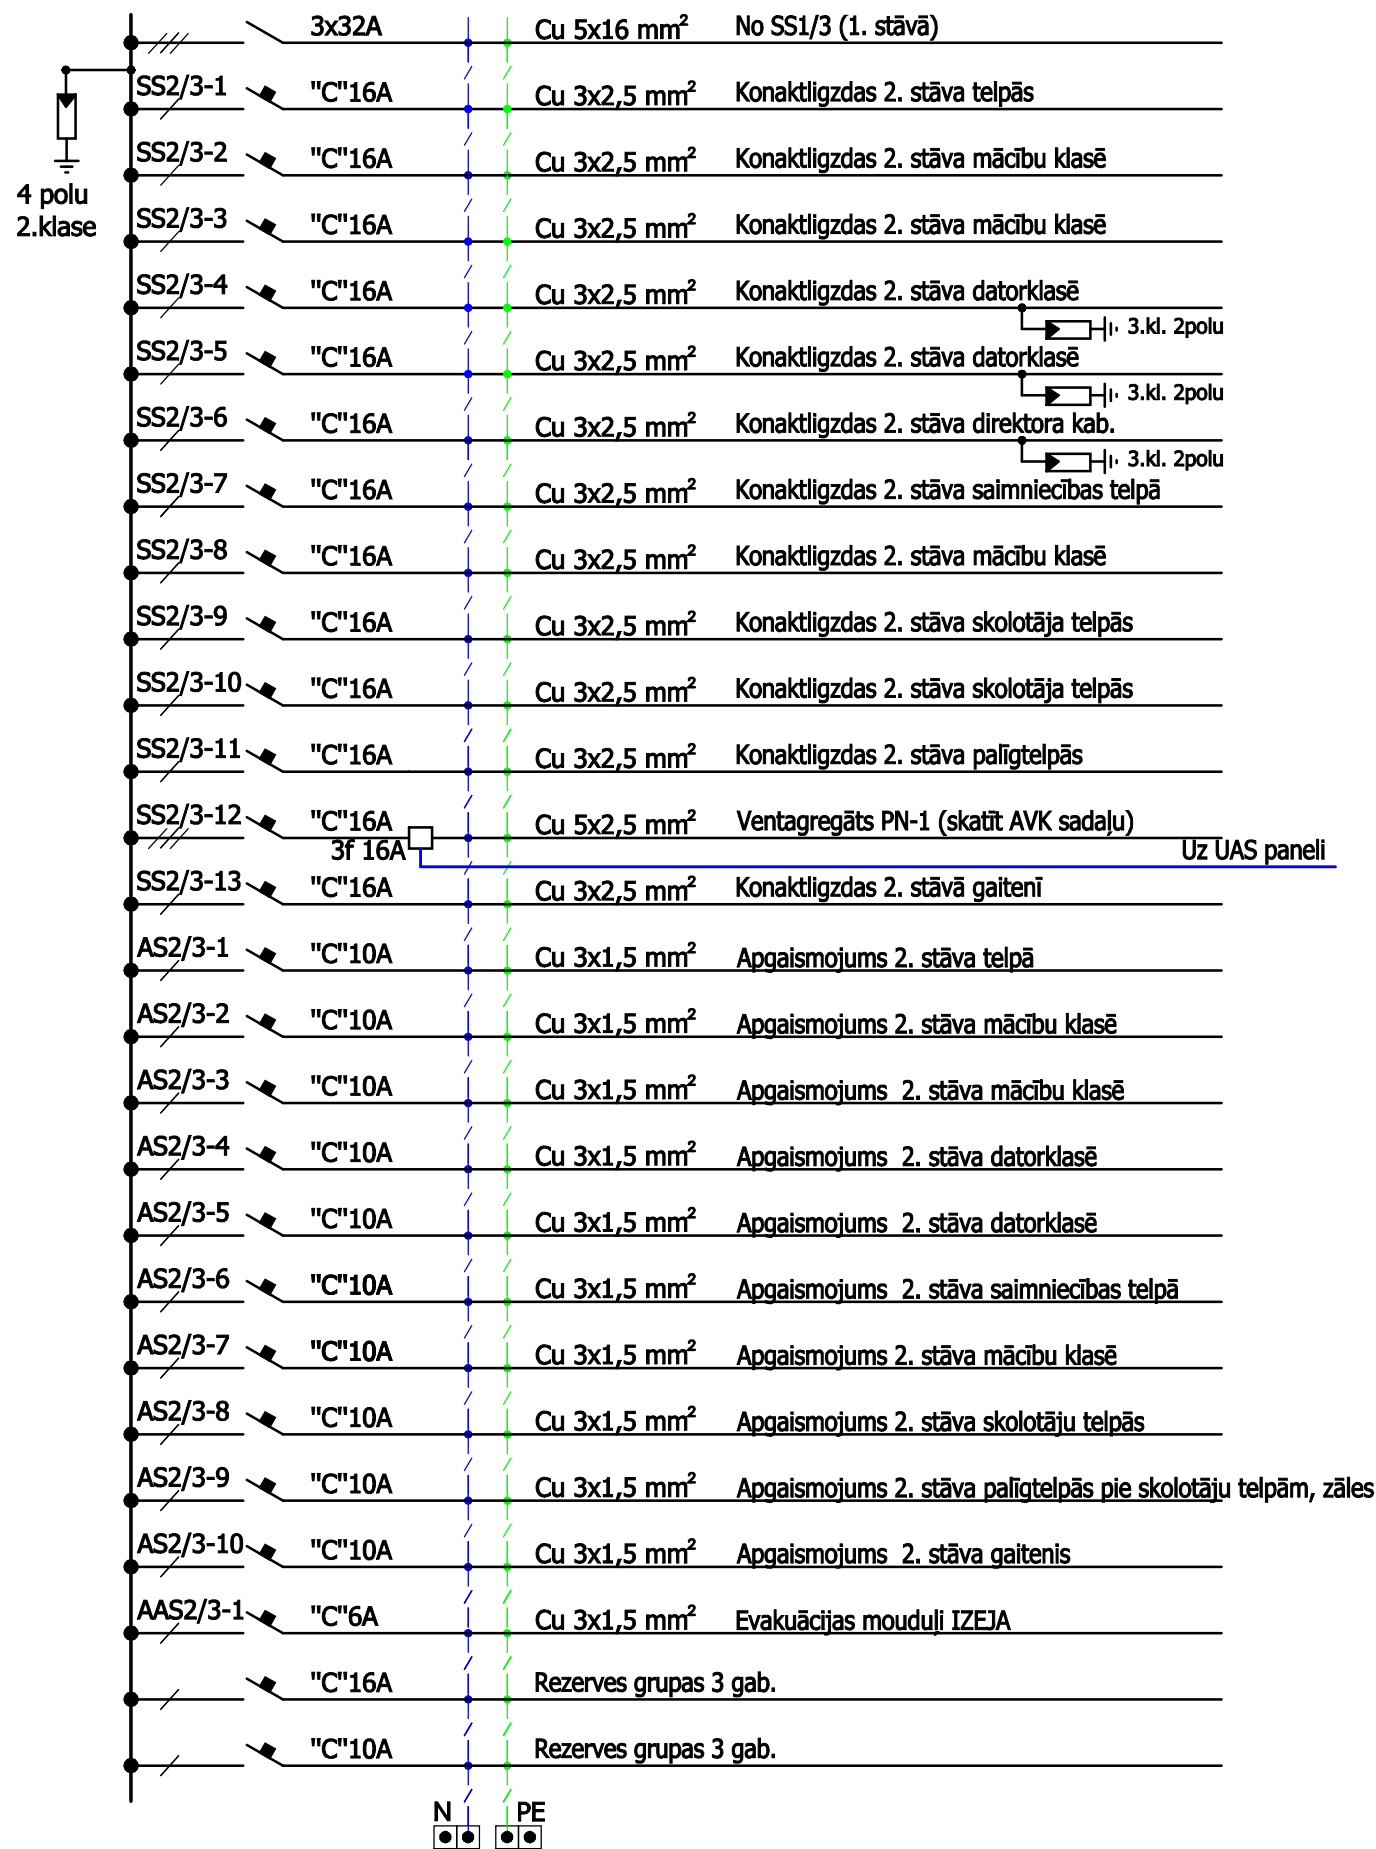 3x32A Cu 5x16 mm² No SS1/3 (1. stāvā)
SS2/3-1 "C"16A Cu 3x2,5 mm² Konaktligzdas 2. stāva telpās
SS2/3-2 "C"16A Cu 3x2,5 mm² Konaktligzdas 2. stāva mācību klasē
4 polu
2.klase
SS2/3-3 "C"16A Cu 3x2,5 mm² Konaktligzdas 2. stāva mācību klasē
SS2/3-4 "C"16A Cu 3x2,5 mm² Konaktligzdas 2. stāva datorklasē
3.kl. 2polu
SS2/3-5 "C"16A Cu 3x2,5 mm² Konaktligzdas 2. stāva datorklasē
3.kl. 2polu
SS2/3-6 "C"16A Cu 3x2,5 mm² Konaktligzdas 2. stāva direktora kab.
3.kl. 2polu
SS2/3-7 "C"16A Cu 3x2,5 mm² Konaktligzdas 2. stāva saimniecības telpā
SS2/3-8 "C"16A Cu 3x2,5 mm² Konaktligzdas 2. stāva mācību klasē
SS2/3-9 "C"16A Cu 3x2,5 mm² Konaktligzdas 2. stāva skolotāja telpās
SS2/3-10 "C"16A Cu 3x2,5 mm² Konaktligzdas 2. stāva skolotāja telpās
SS2/3-11 "C"16A Cu 3x2,5 mm² Konaktligzdas 2. stāva palīgtelpās
SS2/3-12 "C"16A Cu 5x2,5 mm² Ventagregāts PN-1 (skatīt AVK sadaļu)
3f 16A Uz UAS paneli
SS2/3-13 "C"16A Cu 3x2,5 mm² Konaktligzdas 2. stāvā gaitenī
AS2/3-1 "C"10A Cu 3x1,5 mm² Apgaismojums 2. stāva telpā
AS2/3-2 "C"10A Cu 3x1,5 mm² Apgaismojums 2. stāva mācību klasē
AS2/3-3 "C"10A Cu 3x1,5 mm² Apgaismojums 2. stāva mācību klasē
AS2/3-4 "C"10A Cu 3x1,5 mm² Apgaismojums 2. stāva datorklasē
AS2/3-5 "C"10A Cu 3x1,5 mm² Apgaismojums 2. stāva datorklasē
AS2/3-6 "C"10A Cu 3x1,5 mm² Apgaismojums 2. stāva saimniecības telpā
AS2/3-7 "C"10A Cu 3x1,5 mm² Apgaismojums 2. stāva mācību klasē
AS2/3-8 "C"10A Cu 3x1,5 mm² Apgaismojums 2. stāva skolotāju telpās
AS2/3-9 "C"10A Cu 3x1,5 mm² Apgaismojums 2. stāva palīgtelpās pie skolotāju telpām, zāles
AS2/3-10 "C"10A Cu 3x1,5 mm² Apgaismojums 2. stāva gaitenis
AAS2/3-1 "C"6A Cu 3x1,5 mm² Evakuācijas mouduļi IZEJA
"C"16A Rezerves grupas 3 gab.
"C"10A Rezerves grupas 3 gab.
N PE